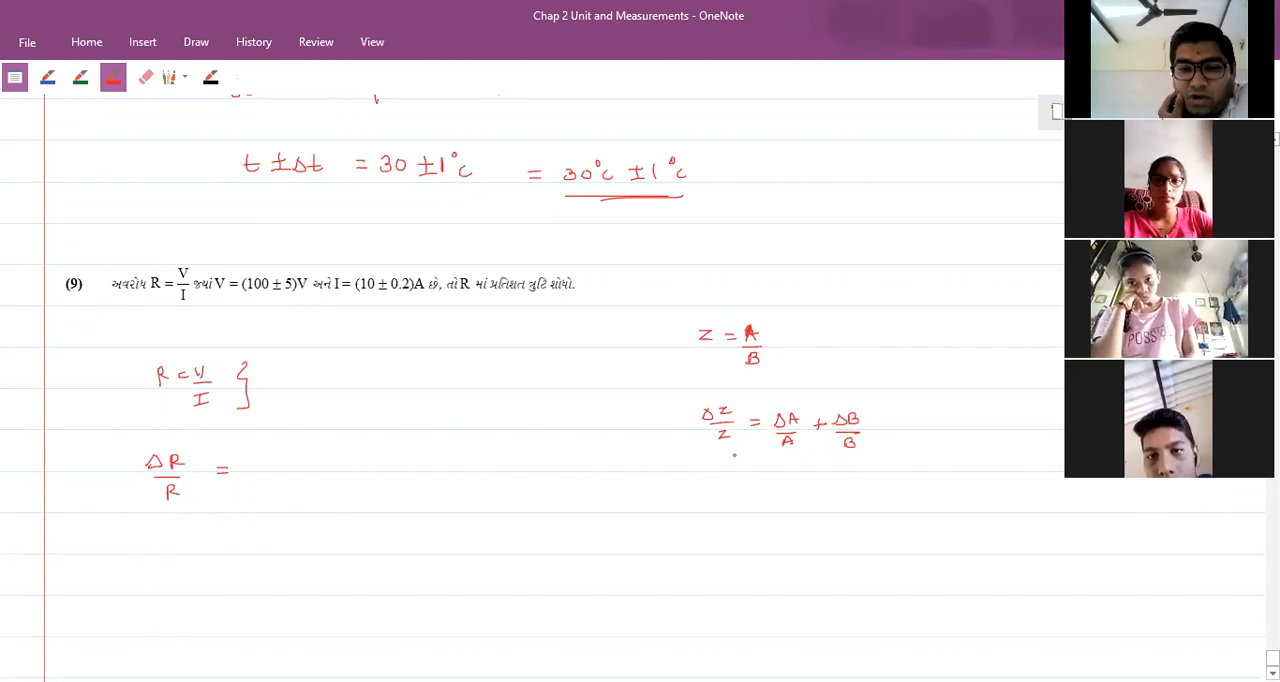 Chap 2 Unit and Measurements - OneNote
File Home Insert Draw History Review View
t ± Δt = 30 ± 1°c = 30°c ± 1°c
(9) અવરોધ R = V/I જ્યાં V = (100 ± 5)V અને I = (10 ± 0.2)A છે, તો R માં પ્રતિશત ત્રુટિ શોધો.
Z = A/B
R = V/I }
ΔZ/Z = ΔA/A + ΔB/B
ΔR/R =
POSSI